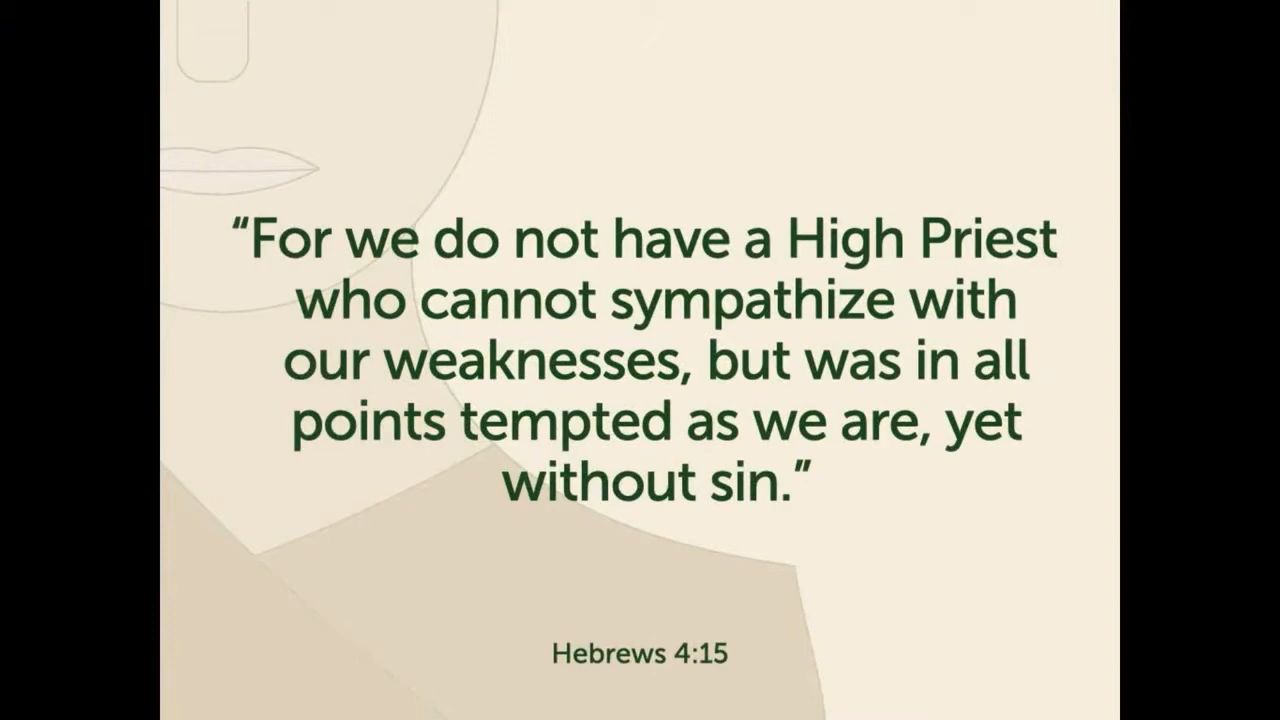 “For we do not have a High Priest
who cannot sympathize with
our weaknesses, but was in all
points tempted as we are, yet
without sin.”
Hebrews 4:15